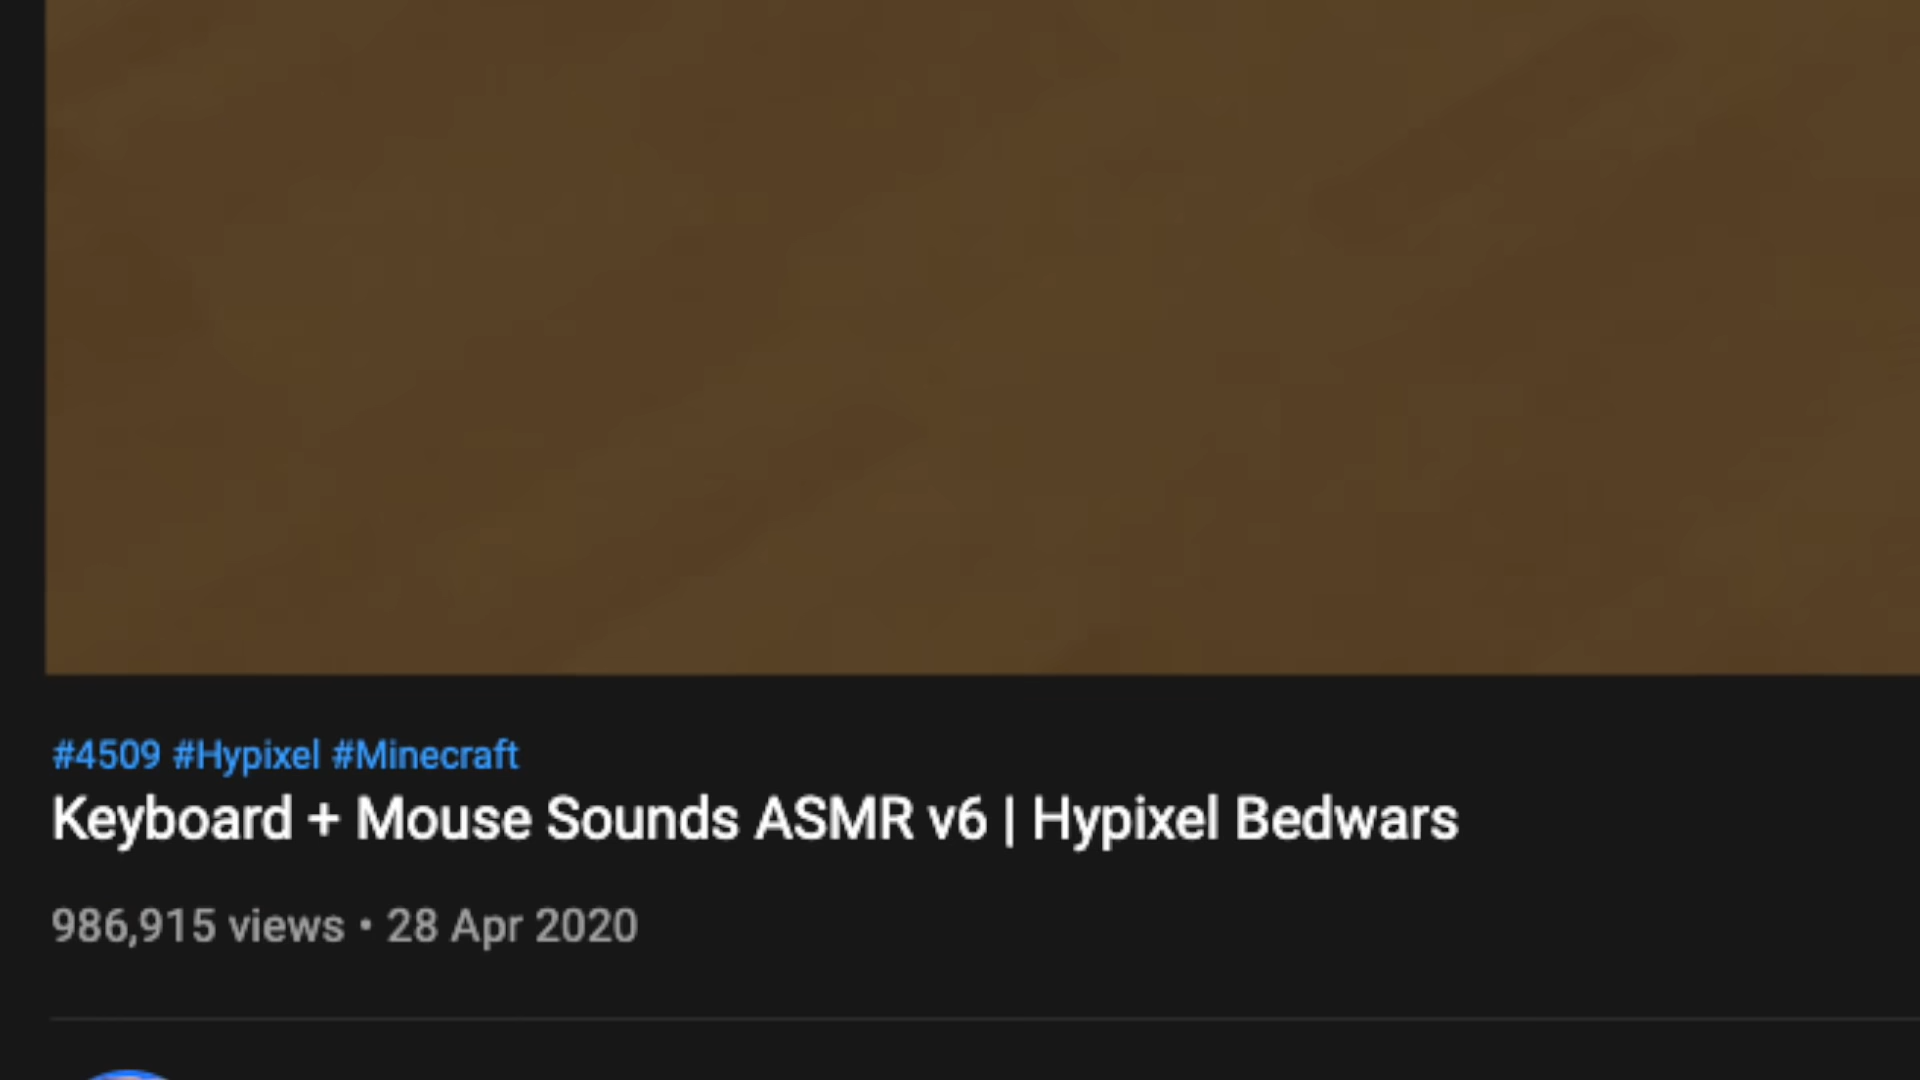 #4509 #Hypixel #Minecraft
Keyboard + Mouse Sounds ASMR v6 | Hypixel Bedwars
986,915 views • 28 Apr 2020